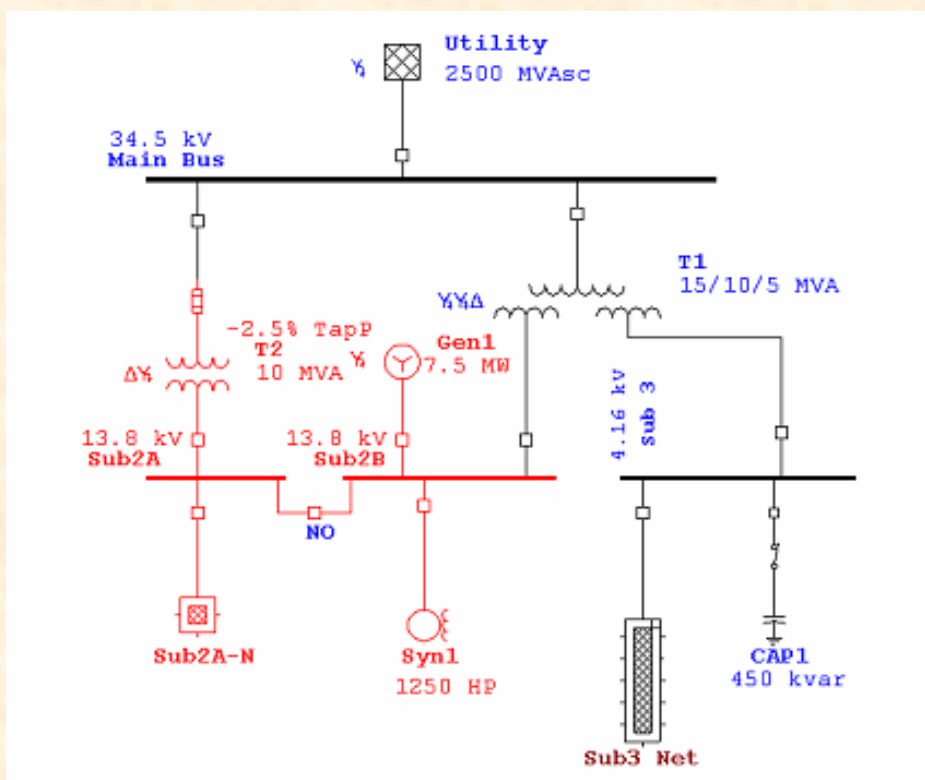 Utility
2500 MVAsc
34.5 kV
Main Bus
T1
15/10/5 MVA
-2.5% TapP
T2
10 MVA
Gen1
7.5 MW
4.16 kV
Sub 3
13.8 kV
Sub2A
13.8 kV
Sub2B
NO
Sub2A-N
Syn1
1250 HP
CAP1
450 kvar
Sub3 Net